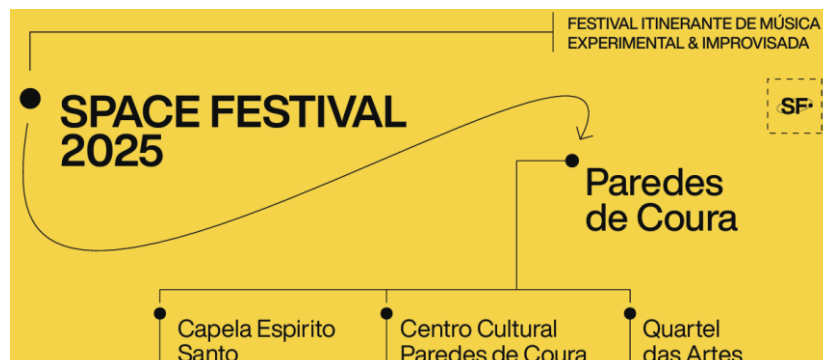 FESTIVAL ITINERANTE DE MÚSICA
EXPERIMENTAL & IMPROVISADA
SPACE FESTIVAL
2025
SF
Paredes
de Coura
Capela Espirito
Santo
Centro Cultural
Paredes de Coura
Quartel
das Artes